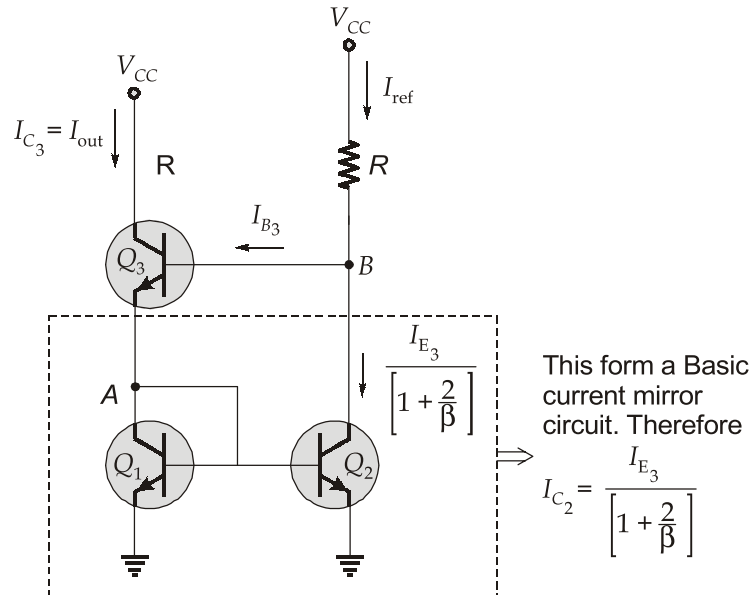 V_CC
V_CC
I_ref
I_C3 = I_out
R
R
I_B3
Q_3
B
I_E3 / [1 + 2/β]
A
Q_1
Q_2
This form a Basic
current mirror
circuit. Therefore
I_C2 = I_E3 / [1 + 2/β]